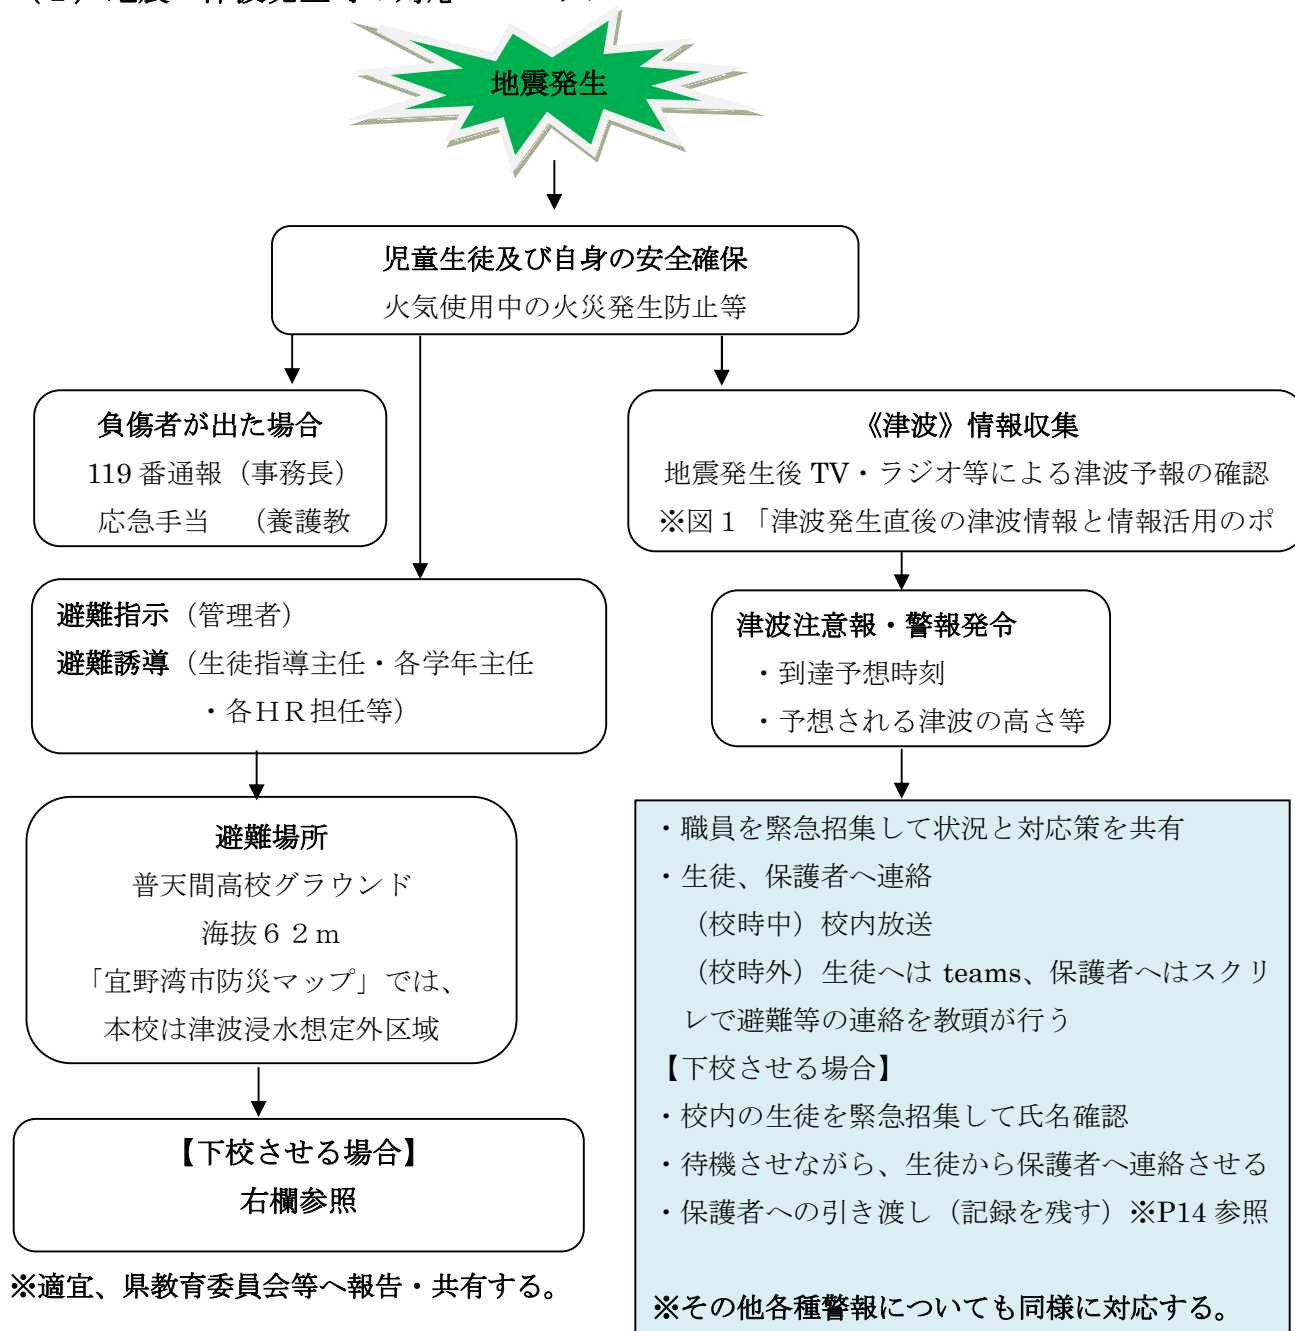 地震発生
児童生徒及び自身の安全確保
火気使用中の火災発生防止等
負傷者が出た場合
119番通報（事務長）
応急手当　（養護教
《津波》情報収集
地震発生後 TV・ラジオ等による津波予報の確認
※図1「津波発生直後の津波情報と情報活用のポ
避難指示（管理者）
避難誘導（生徒指導主任・各学年主任
・各ＨＲ担任等）
津波注意報・警報発令
・到達予想時刻
・予想される津波の高さ等
避難場所
普天間高校グラウンド
海抜６２ｍ
「宜野湾市防災マップ」では、
本校は津波浸水想定外区域
【下校させる場合】
右欄参照
※適宜、県教育委員会等へ報告・共有する。
・職員を緊急招集して状況と対応策を共有
・生徒、保護者へ連絡
（校時中）校内放送
（校時外）生徒へは teams、保護者へはスクリ
レで避難等の連絡を教頭が行う
【下校させる場合】
・校内の生徒を緊急招集して氏名確認
・待機させながら、生徒から保護者へ連絡させる
・保護者への引き渡し（記録を残す）※P14 参照
※その他各種警報についても同様に対応する。